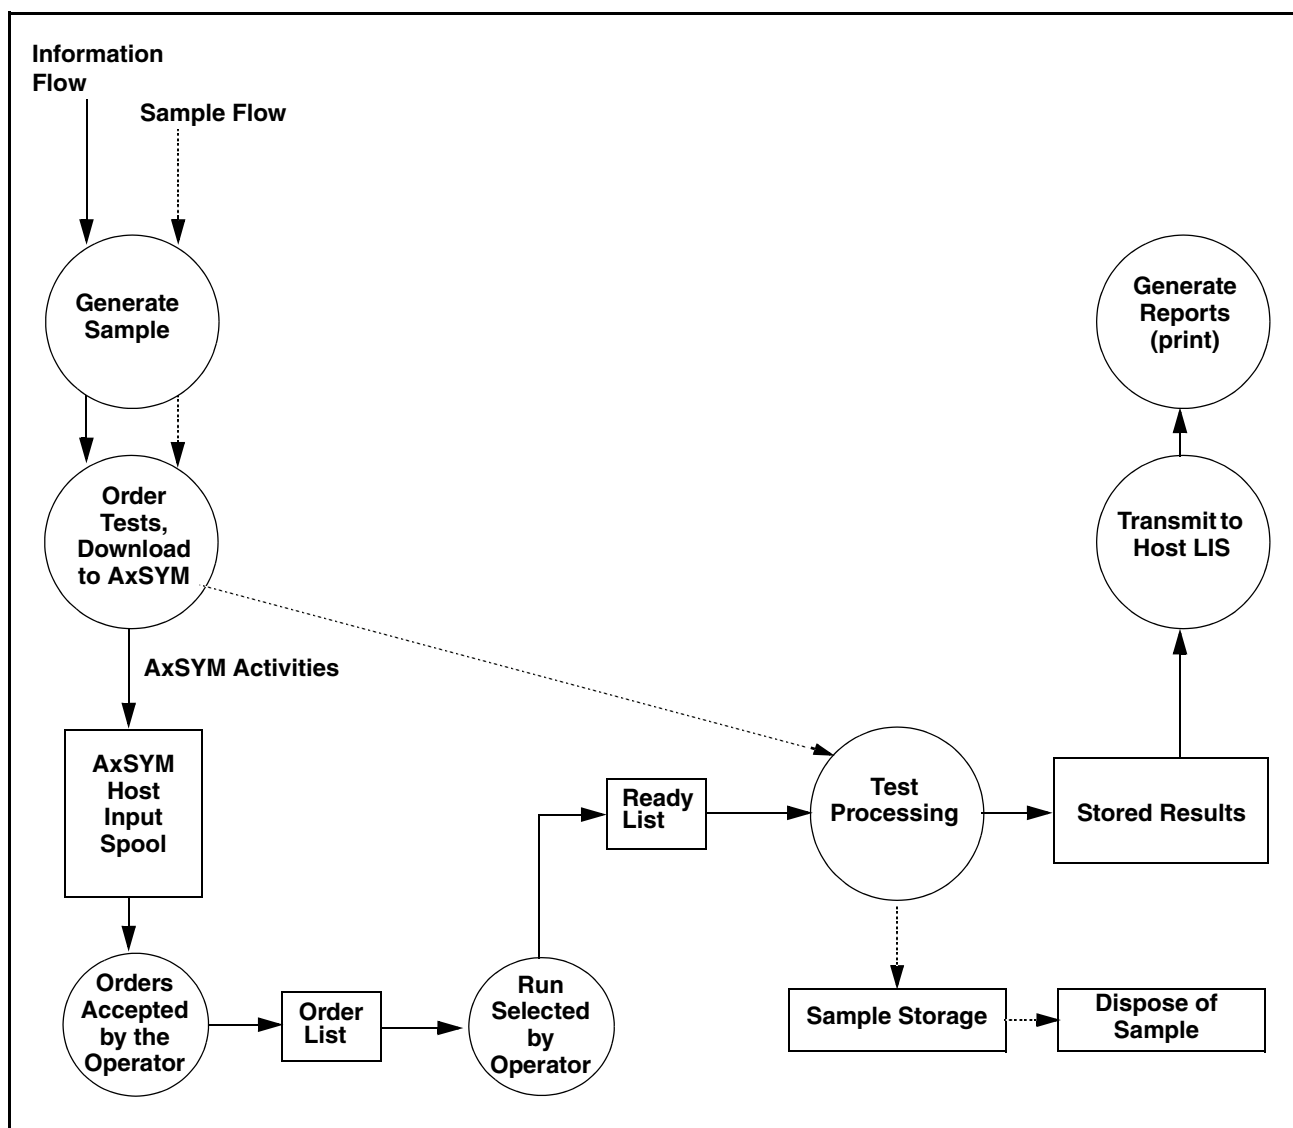 Information
Flow
Sample Flow
Generate
Sample
Generate
Reports
(print)
Order
Tests,
Download
to AxSYM
Transmit to
Host LIS
AxSYM Activities
AxSYM
Host
Input
Spool
Ready
List
Test
Processing
Stored Results
Orders
Accepted
by the
Operator
Order
List
Run
Selected
by
Operator
Sample Storage
Dispose of
Sample